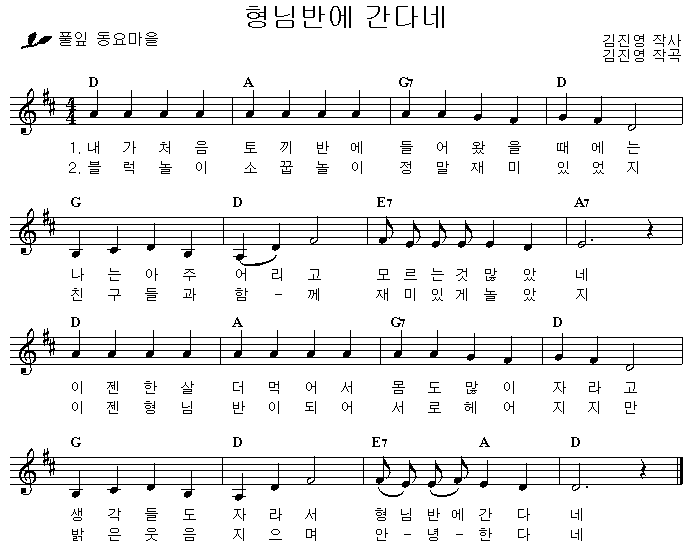 형님반에 간다네
풀잎 동요마을
김진영 작사
김진영 작곡
D A G7 D
4
4
1. 내 가 처 음 토 끼 반 에 들 어 왔 을 때 에 는
2. 블 럭 놀 이 소 꿉 놀 이 정 말 재 미 있 었 지
G D E7 A7
나 는 아 주 어 리 고 모 르 는 것 많 았 네
친 구 들 과 함 - 께 재 미 있 게 놀 았 지
D A G7 D
이 젠 한 살 더 먹 어 서 몸 도 많 이 자 라 고
이 젠 형 님 반 이 되 어 서 로 헤 어 지 지 만
G D E7 A D
생 각 들 도 자 라 서 형 님 반 에 간 다 네
밝 은 웃 음 지 으 며 안 - 녕 - 한 다 네